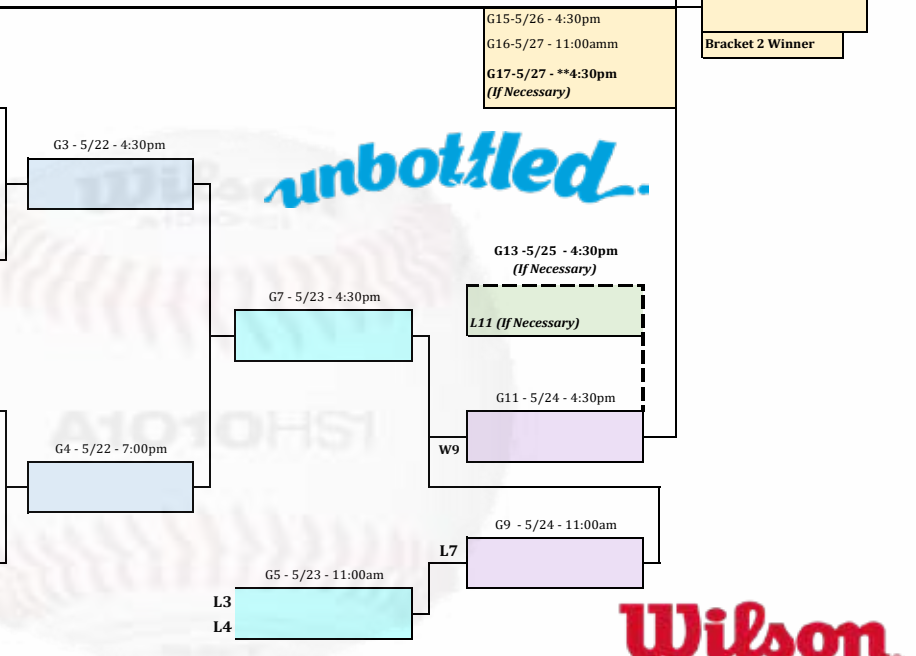 G15-5/26 - 4:30pm
G16-5/27 - 11:00amm
G17-5/27 - **4:30pm
(If Necessary)
Bracket 2 Winner
G3 - 5/22 - 4:30pm
Wilson
A1010HS1
unbottled.
G13 -5/25 - 4:30pm
(If Necessary)
G7 - 5/23 - 4:30pm
L11 (If Necessary)
G11 - 5/24 - 4:30pm
A1010HS1
W9
G4 - 5/22 - 7:00pm
G9 - 5/24 - 11:00am
L7
G5 - 5/23 - 11:00am
L3
L4
Wilson.